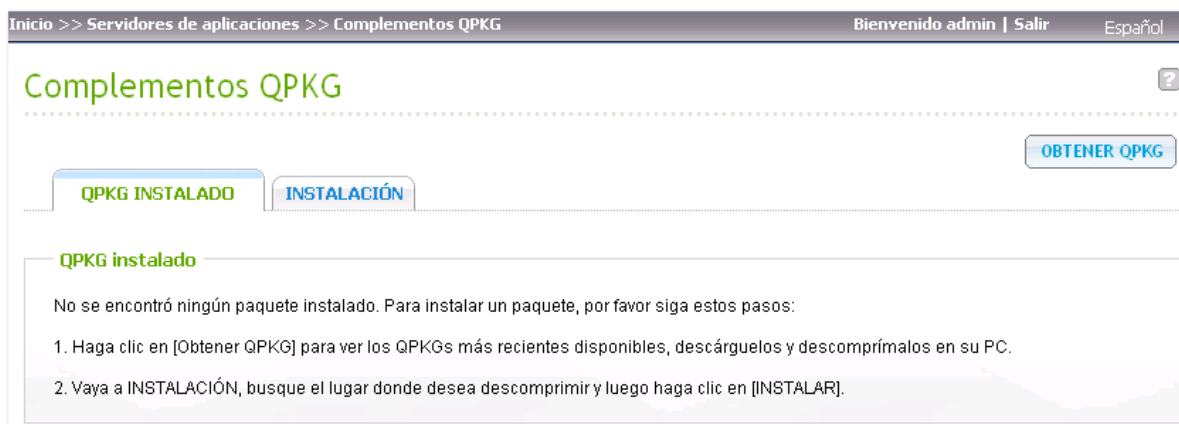 Inicio >> Servidores de aplicaciones >> Complementos QPKG Bienvenido admin | Salir Español
Complementos QPKG ?
OBTENER QPKG
QPKG INSTALADO INSTALACIÓN
QPKG instalado
No se encontró ningún paquete instalado. Para instalar un paquete, por favor siga estos pasos:
1. Haga clic en [Obtener QPKG] para ver los QPKGs más recientes disponibles, descárguelos y descomprímalos en su PC.
2. Vaya a INSTALACIÓN, busque el lugar donde desea descomprimir y luego haga clic en [INSTALAR].